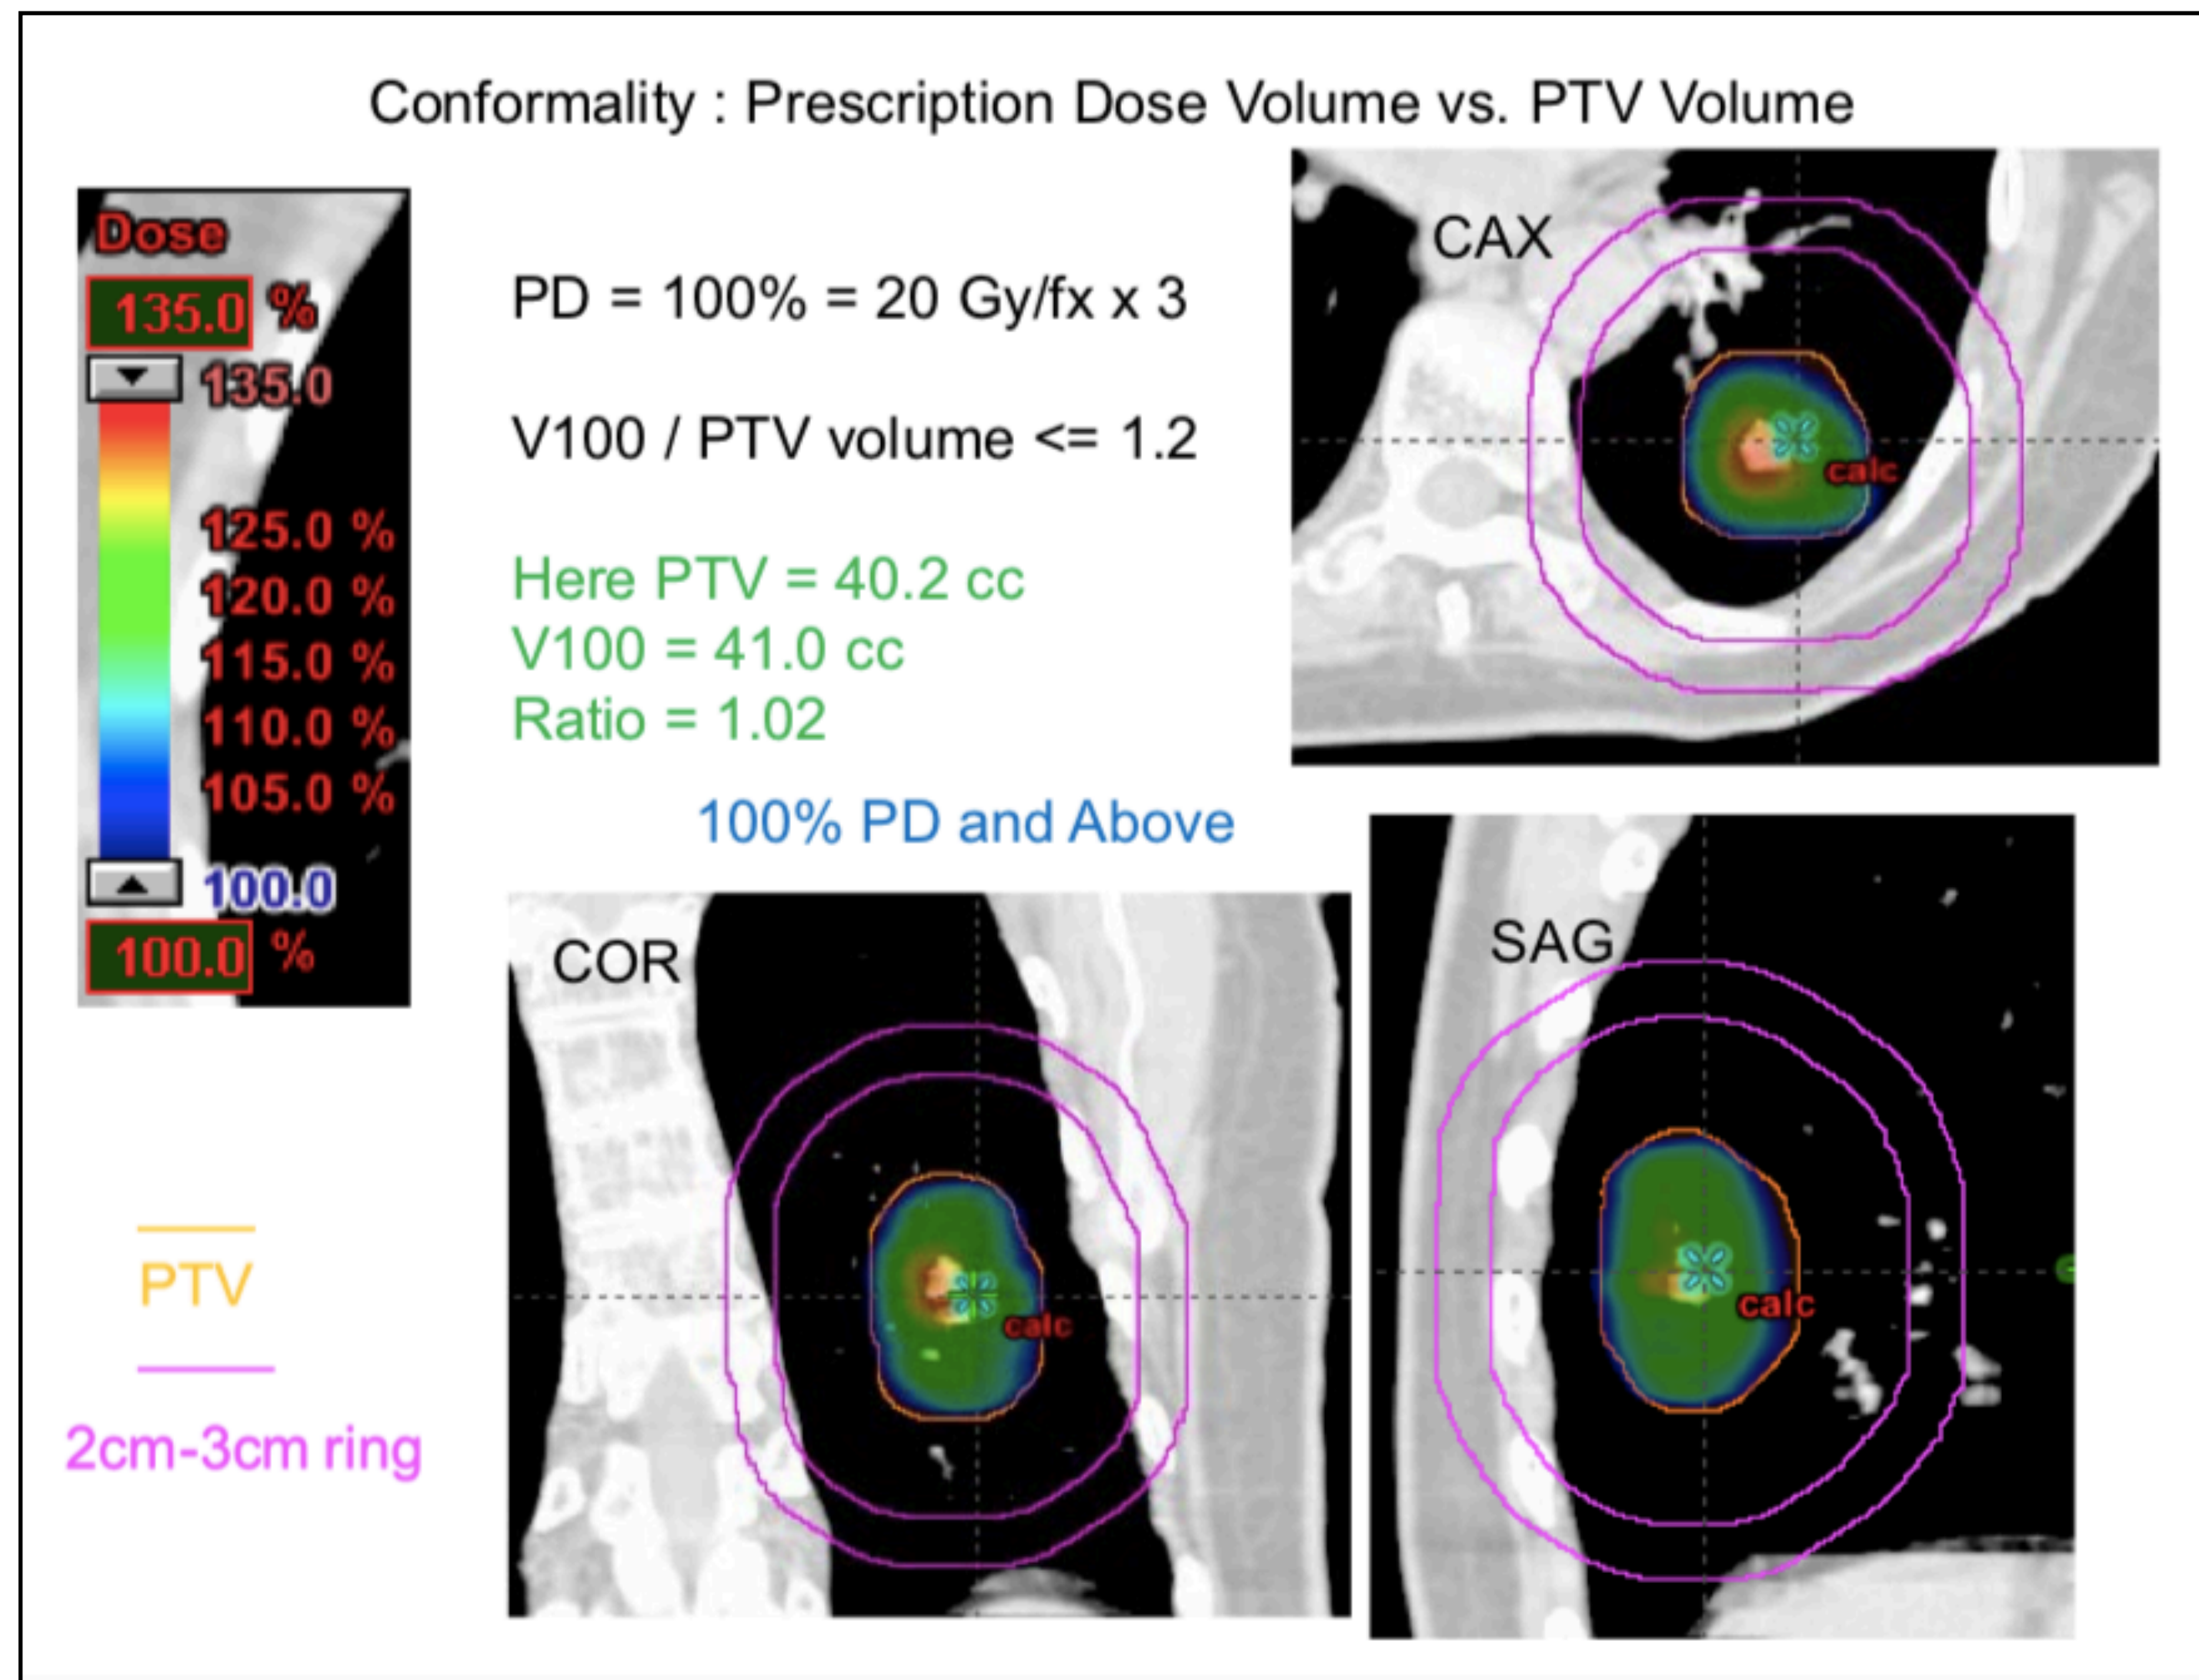 Conformality : Prescription Dose Volume vs. PTV Volume
Dose
135.0 %
135.0
125.0 %
120.0 %
115.0 %
110.0 %
105.0 %
100.0
100.0 %
PD = 100% = 20 Gy/fx x 3
V100 / PTV volume <= 1.2
Here PTV = 40.2 cc
V100 = 41.0 cc
Ratio = 1.02
100% PD and Above
CAX
calc
COR
calc
SAG
calc
PTV
2cm-3cm ring